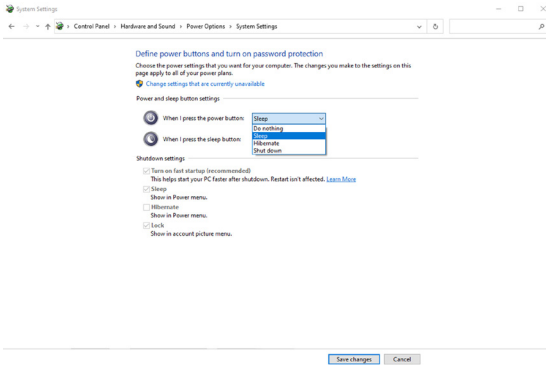 System Settings
Control Panel > Hardware and Sound > Power Options > System Settings
Define power buttons and turn on password protection
Choose the power settings that you want for your computer. The changes you make to the settings on this
page apply to all of your power plans.
Change settings that are currently unavailable
Power and sleep button settings
When I press the power button: Sleep
Do nothing
Sleep
When I press the sleep button:
Hibernate
Shut down
Shutdown settings
Turn on fast startup (recommended)
This helps start your PC faster after shutdown. Restart isn't affected. Learn More
Sleep
Show in Power menu.
Hibernate
Show in Power menu.
Lock
Show in account picture menu.
Save changes Cancel